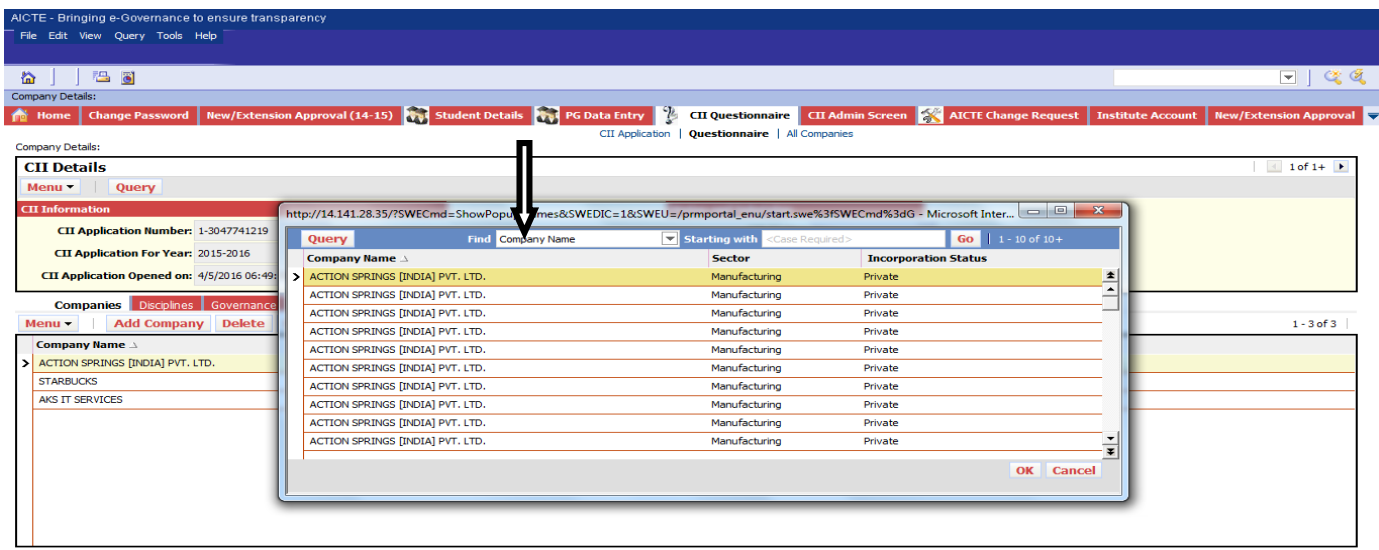 AICTE - Bringing e-Governance to ensure transparency
File Edit View Query Tools Help
Company Details:
Home Change Password New/Extension Approval (14-15) Student Details PG Data Entry CII Questionnaire CII Admin Screen AICTE Change Request Institute Account New/Extension Approval
CII Application | Questionnaire | All Companies
Company Details:
CII Details 1 of 1+
Menu Query
CII Information
CII Application Number: 1-3047741219
CII Application For Year: 2015-2016
CII Application Opened on: 4/5/2016 06:49:
Companies Disciplines Governance
Menu Add Company Delete 1 - 3 of 3
Company Name
ACTION SPRINGS [INDIA] PVT. LTD.
STARBUCKS
AKS IT SERVICES
http://14.141.28.35/?SWECmd=ShowPopu mes&SWEDIC=1&SWEU=/prmportal_enu/start.swe%3fSWECmd%3dG - Microsoft Inter...
Query Find Company Name Starting with <Case Required> Go 1 - 10 of 10+
Company Name Sector Incorporation Status
ACTION SPRINGS [INDIA] PVT. LTD. Manufacturing Private
ACTION SPRINGS [INDIA] PVT. LTD. Manufacturing Private
ACTION SPRINGS [INDIA] PVT. LTD. Manufacturing Private
ACTION SPRINGS [INDIA] PVT. LTD. Manufacturing Private
ACTION SPRINGS [INDIA] PVT. LTD. Manufacturing Private
ACTION SPRINGS [INDIA] PVT. LTD. Manufacturing Private
ACTION SPRINGS [INDIA] PVT. LTD. Manufacturing Private
ACTION SPRINGS [INDIA] PVT. LTD. Manufacturing Private
ACTION SPRINGS [INDIA] PVT. LTD. Manufacturing Private
ACTION SPRINGS [INDIA] PVT. LTD. Manufacturing Private
OK Cancel